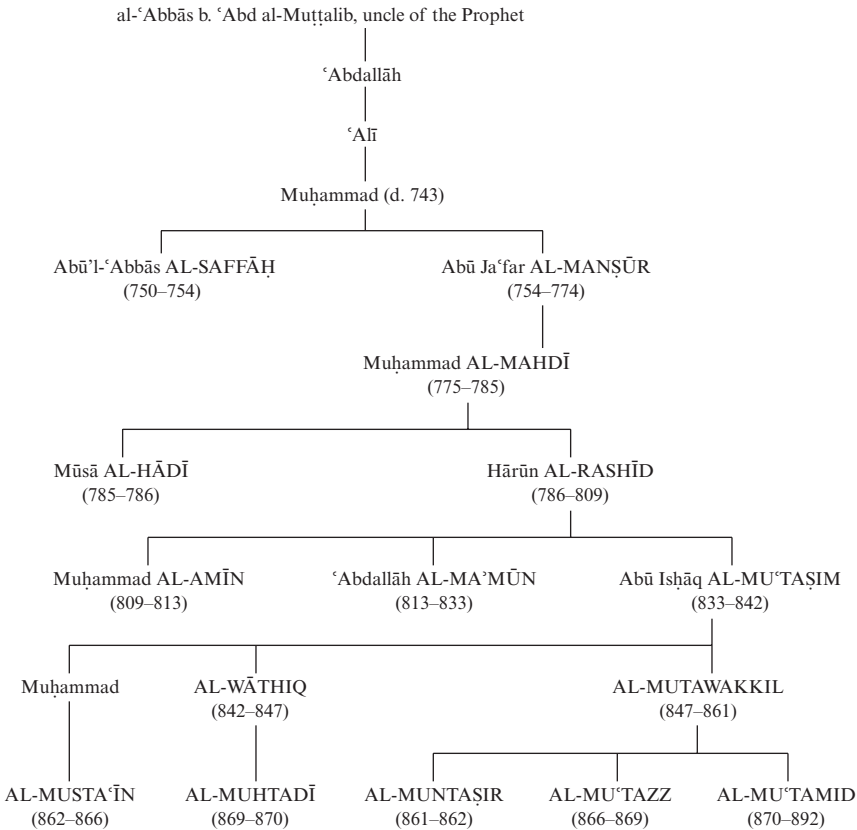 al-ʿAbbās b. ʿAbd al-Muṭṭalib, uncle of the Prophet
ʿAbdallāh
ʿAlī
Muḥammad (d. 743)
Abū’l-ʿAbbās AL-SAFFĀḤ
(750–754)
Abū Jaʿfar AL-MANṢŪR
(754–774)
Muḥammad AL-MAHDĪ
(775–785)
Mūsā AL-HĀDĪ
(785–786)
Hārūn AL-RASHĪD
(786–809)
Muḥammad AL-AMĪN
(809–813)
ʿAbdallāh AL-MAʾMŪN
(813–833)
Abū Isḥāq AL-MUʿTAṢIM
(833–842)
Muḥammad
AL-WĀTHIQ
(842–847)
AL-MUTAWAKKIL
(847–861)
AL-MUSTAʿĪN
(862–866)
AL-MUHTADĪ
(869–870)
AL-MUNTAṢIR
(861–862)
AL-MUʿTAZZ
(866–869)
AL-MUʿTAMID
(870–892)